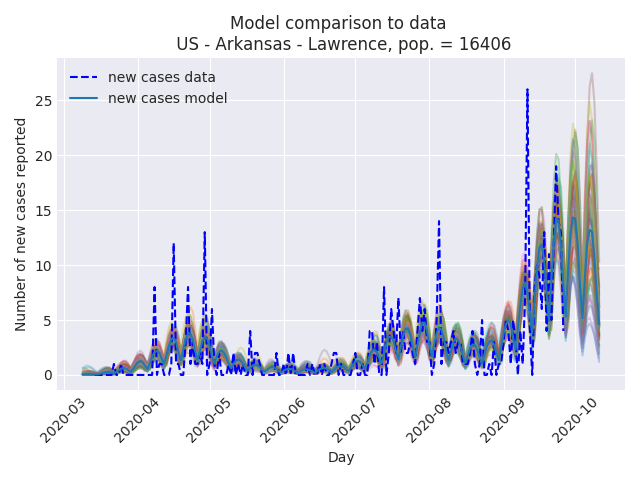 Model comparison to data
US - Arkansas - Lawrence, pop. = 16406
new cases data
new cases model
Number of new cases reported
25
20
15
10
5
0
2020-03
2020-04
2020-05
2020-06
2020-07
2020-08
2020-09
2020-10
Day